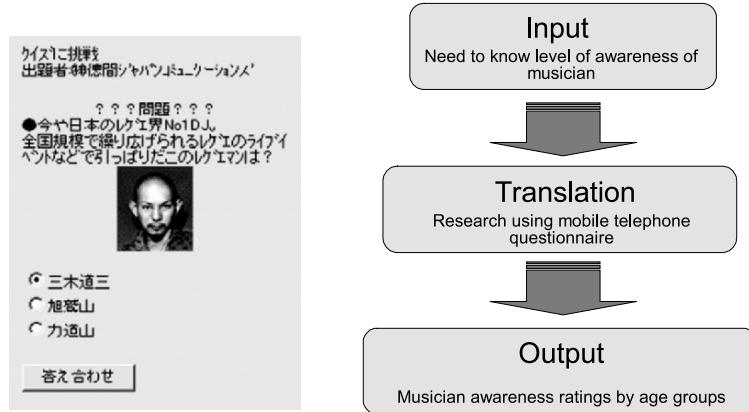 クイズに挑戦
出題者:㈱徳間ジャパンコミュニケーションズ
???問題???
●今や日本のレゲエ界No1DJ。
全国規模で繰り広げられるレゲエのライブイ
ベントなどで引っぱりだこのレゲエマンは?
三木道三
旭鷲山
力道山
答え合わせ
Input
Need to know level of awareness of
musician
Translation
Research using mobile telephone
questionnaire
Output
Musician awareness ratings by age groups